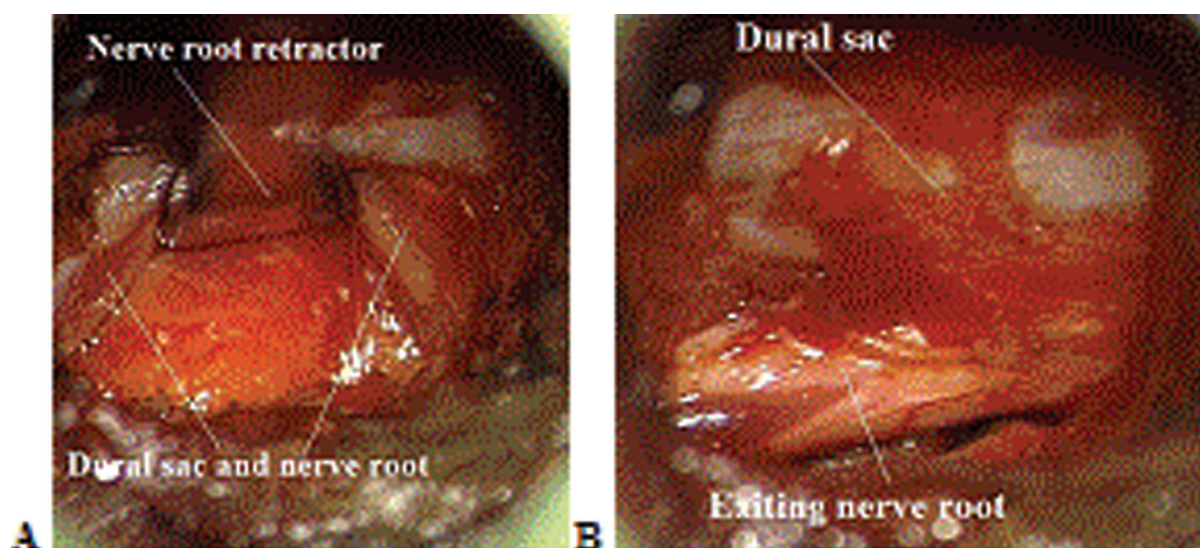 Nerve root retractor
Dural sac and nerve root
A
Dural sac
Exiting nerve root
B